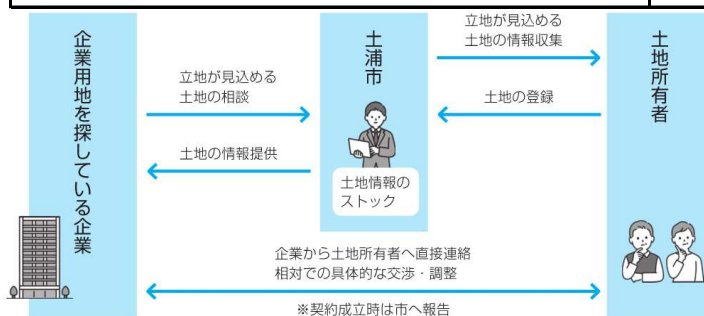 企業用地を探している企業
立地が見込める
土地の相談
土地の情報提供
土浦市
土地情報の
ストック
立地が見込める
土地の情報収集
土地の登録
土地所有者
企業から土地所有者へ直接連絡
相対での具体的な交渉・調整
※契約成立時は市へ報告